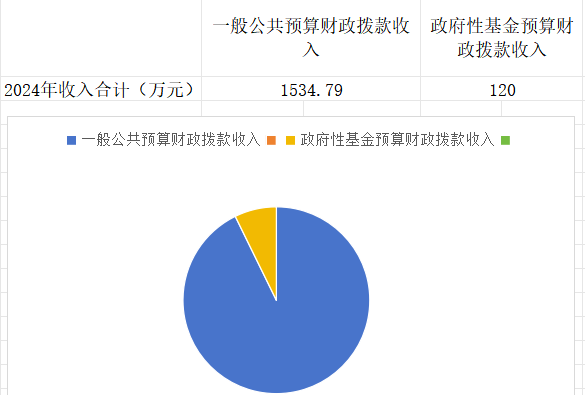 一般公共预算财政拨款收
入
政府性基金预算财
政拨款收入
2024年收入合计（万元） 1534.79 120
一般公共预算财政拨款收入 政府性基金预算财政拨款收入